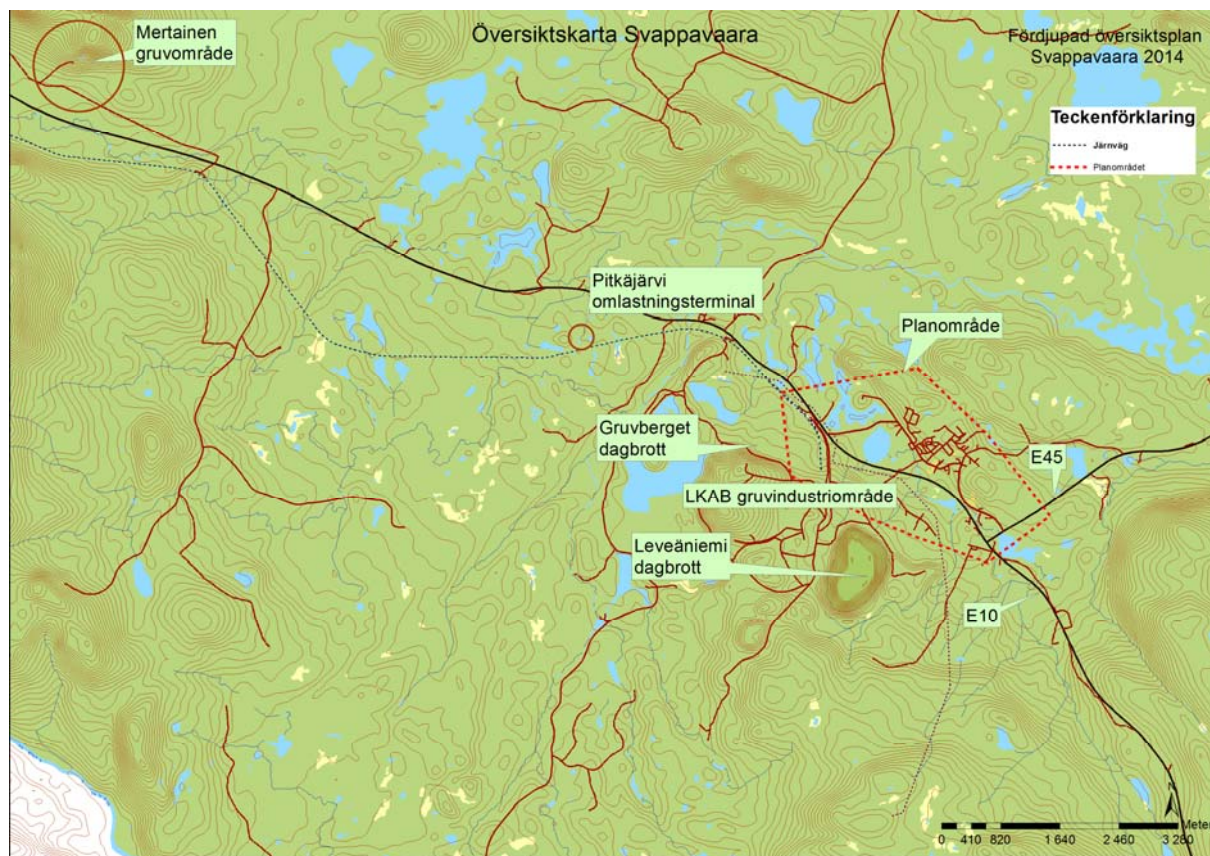 Mertainen
gruvområde
Översiktskarta Svappavaara
Fördjupad översiktsplan
Svappavaara 2014
Teckenförklaring
Järnväg
Planområdet
Pitkäjärvi
omlastningsterminal
Planområde
Gruvberget
dagbrott
E45
LKAB gruvindustriområde
Leveäniemi
dagbrott
E10
N
Meter
0 410 820 1 640 2 460 3 280